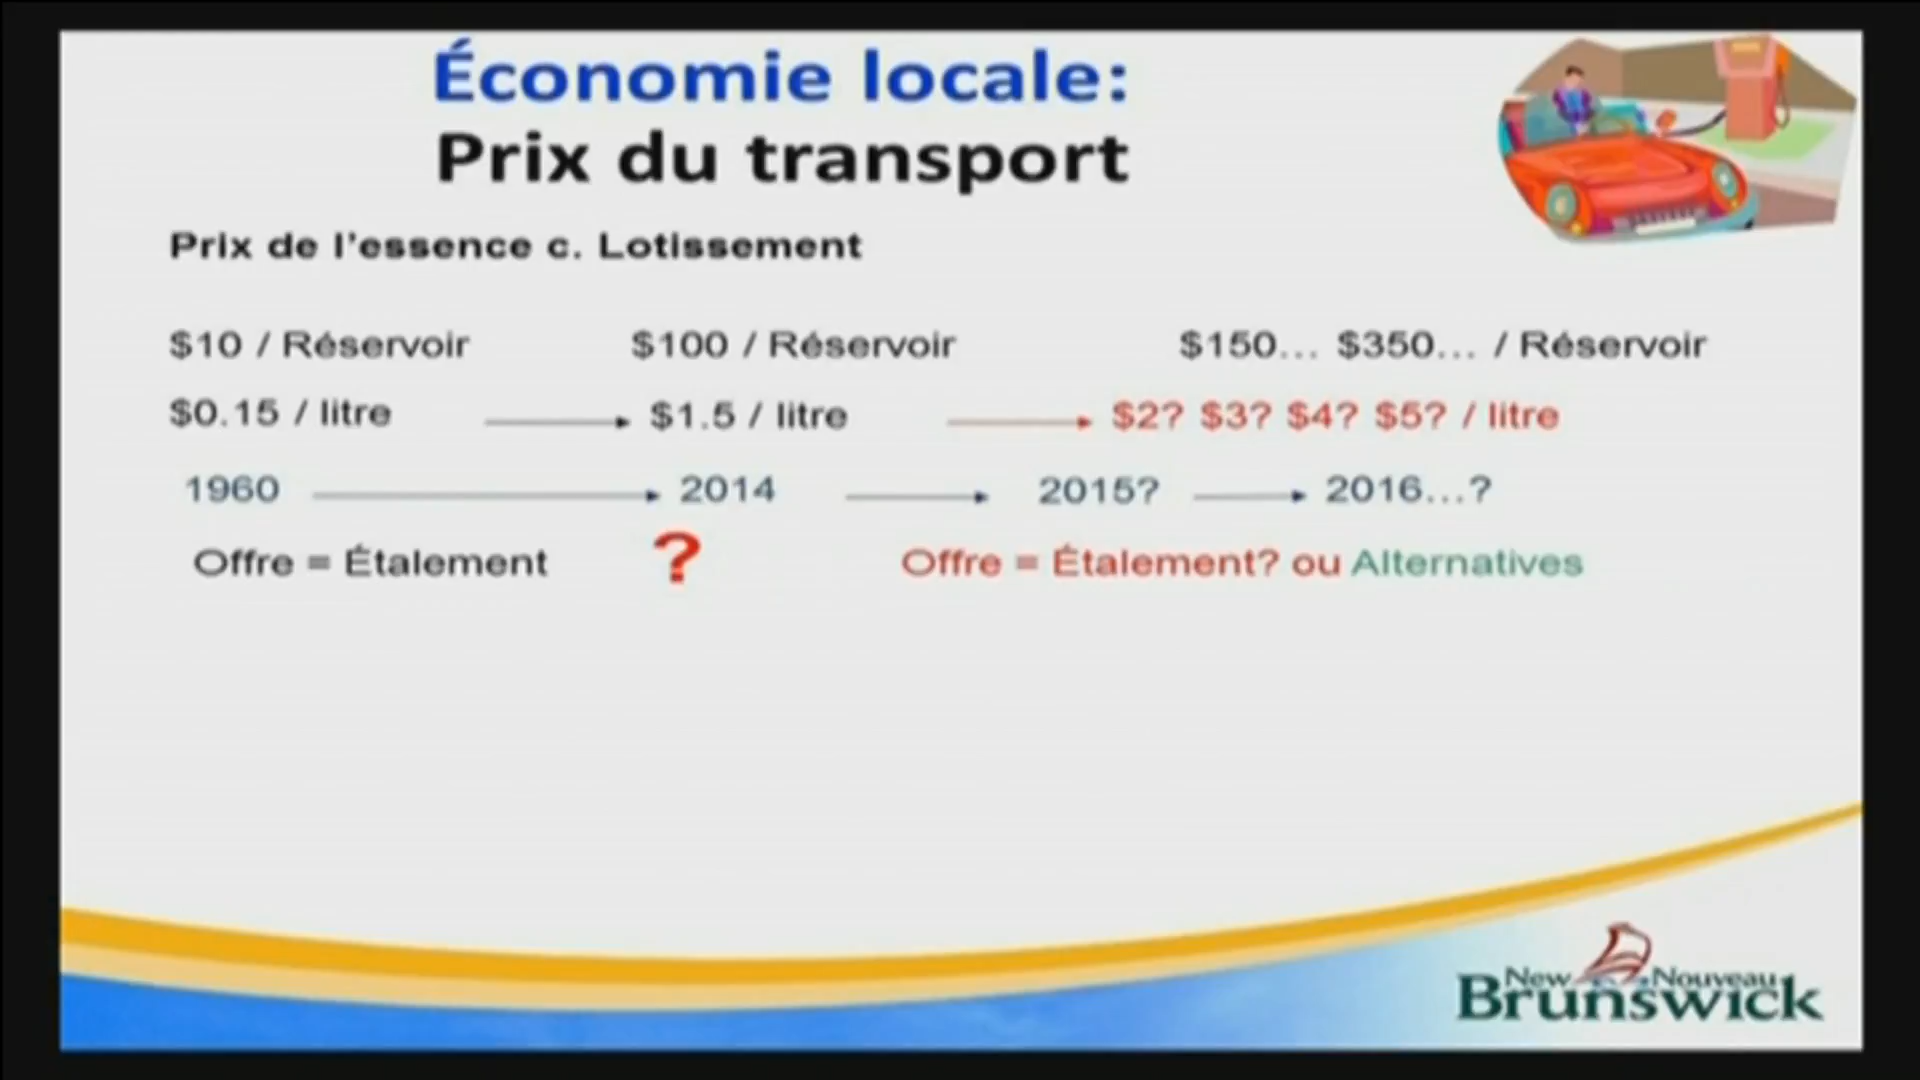 Économie locale:
Prix du transport
Prix de l'essence c. Lotissement
$10 / Réservoir $100 / Réservoir $150... $350... / Réservoir
$0.15 / litre $1.5 / litre $2? $3? $4? $5? / litre
1960 2014 2015? 2016...?
Offre = Étalement ? Offre = Étalement? ou Alternatives
New Nouveau
Brunswick